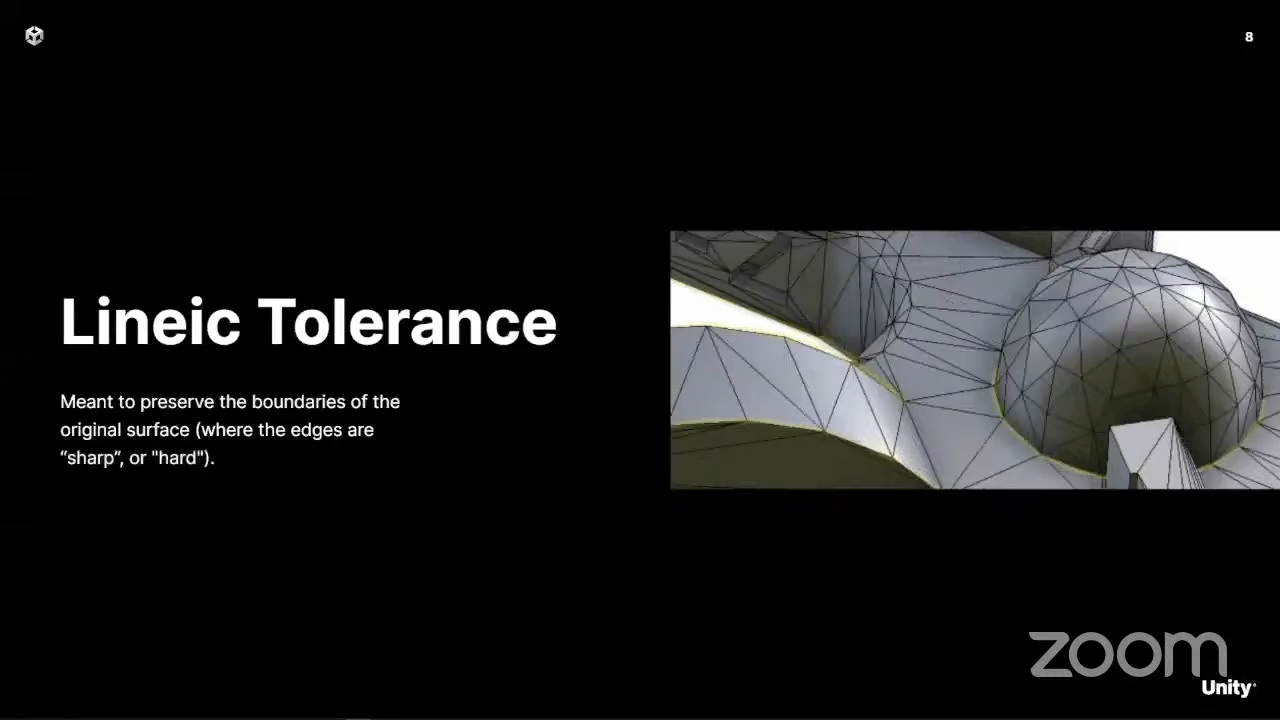 8
Lineic Tolerance
Meant to preserve the boundaries of the
original surface (where the edges are
“sharp”, or "hard").
zoom
Unity